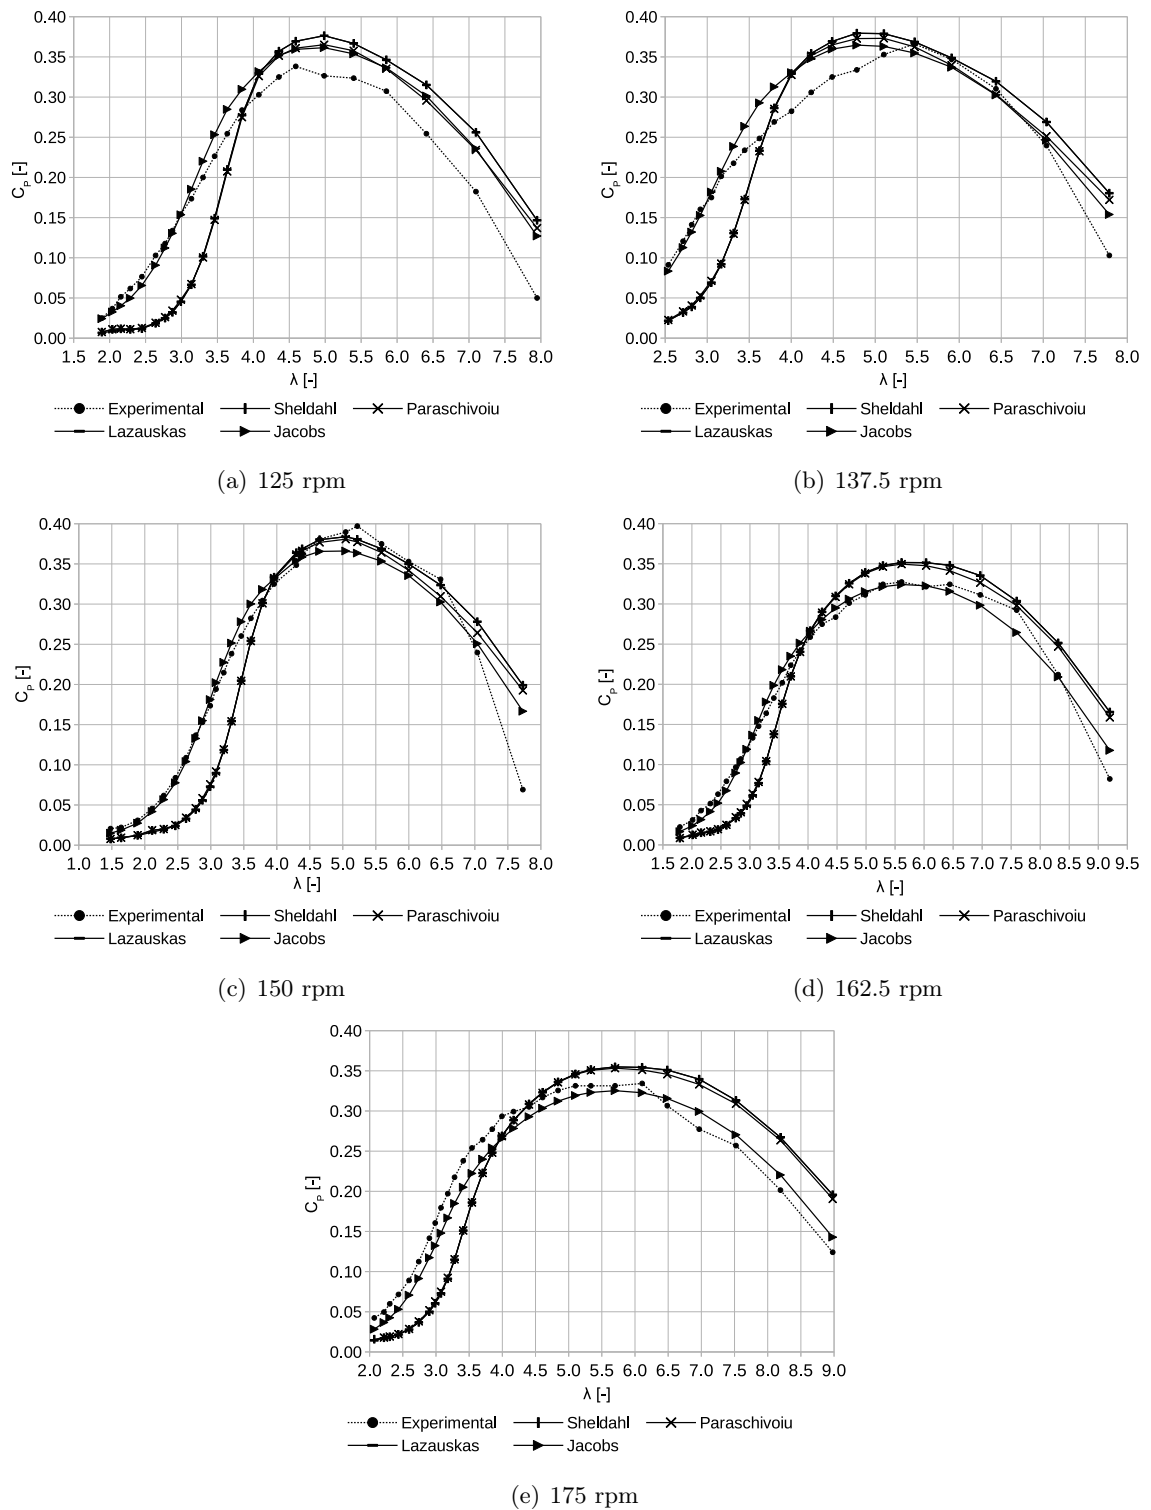 0.40
0.35
0.30
0.25
0.20
0.15
0.10
0.05
0.00
C_P [-]
1.5 2.0 2.5 3.0 3.5 4.0 4.5 5.0 5.5 6.0 6.5 7.0 7.5 8.0
λ [-]
Experimental Sheldahl Paraschivoiu
Lazauskas Jacobs
(a) 125 rpm
0.40
0.35
0.30
0.25
0.20
0.15
0.10
0.05
0.00
C_P [-]
2.5 3.0 3.5 4.0 4.5 5.0 5.5 6.0 6.5 7.0 7.5 8.0
λ [-]
Experimental Sheldahl Paraschivoiu
Lazauskas Jacobs
(b) 137.5 rpm
0.40
0.35
0.30
0.25
0.20
0.15
0.10
0.05
0.00
C_P [-]
1.0 1.5 2.0 2.5 3.0 3.5 4.0 4.5 5.0 5.5 6.0 6.5 7.0 7.5 8.0
λ [-]
Experimental Sheldahl Paraschivoiu
Lazauskas Jacobs
(c) 150 rpm
0.40
0.35
0.30
0.25
0.20
0.15
0.10
0.05
0.00
C_P [-]
1.5 2.0 2.5 3.0 3.5 4.0 4.5 5.0 5.5 6.0 6.5 7.0 7.5 8.0 8.5 9.0 9.5
λ [-]
Experimental Sheldahl Paraschivoiu
Lazauskas Jacobs
(d) 162.5 rpm
0.40
0.35
0.30
0.25
0.20
0.15
0.10
0.05
0.00
C_P [-]
2.0 2.5 3.0 3.5 4.0 4.5 5.0 5.5 6.0 6.5 7.0 7.5 8.0 8.5 9.0
λ [-]
Experimental Sheldahl Paraschivoiu
Lazauskas Jacobs
(e) 175 rpm